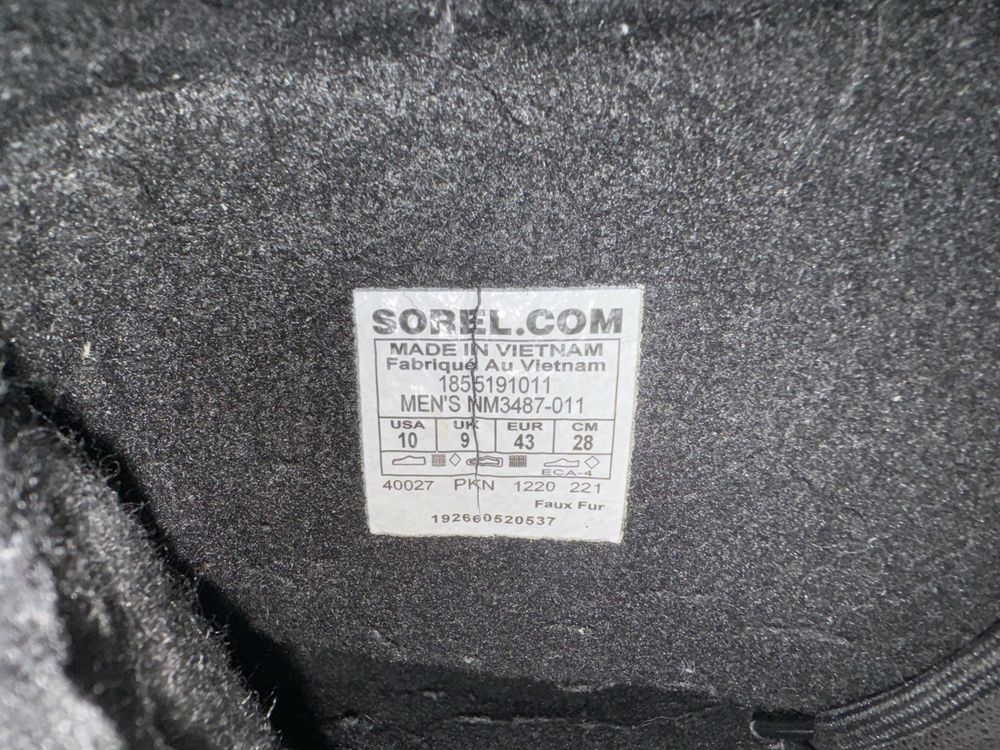 SOREL.COM
MADE IN VIETNAM
Fabriqué Au Vietnam
1855191011
MEN'S NM3487-011
USA UK EUR CM
10 9 43 28
ECA-4
40027 PKN 1220 221
Faux Fur
192660520537